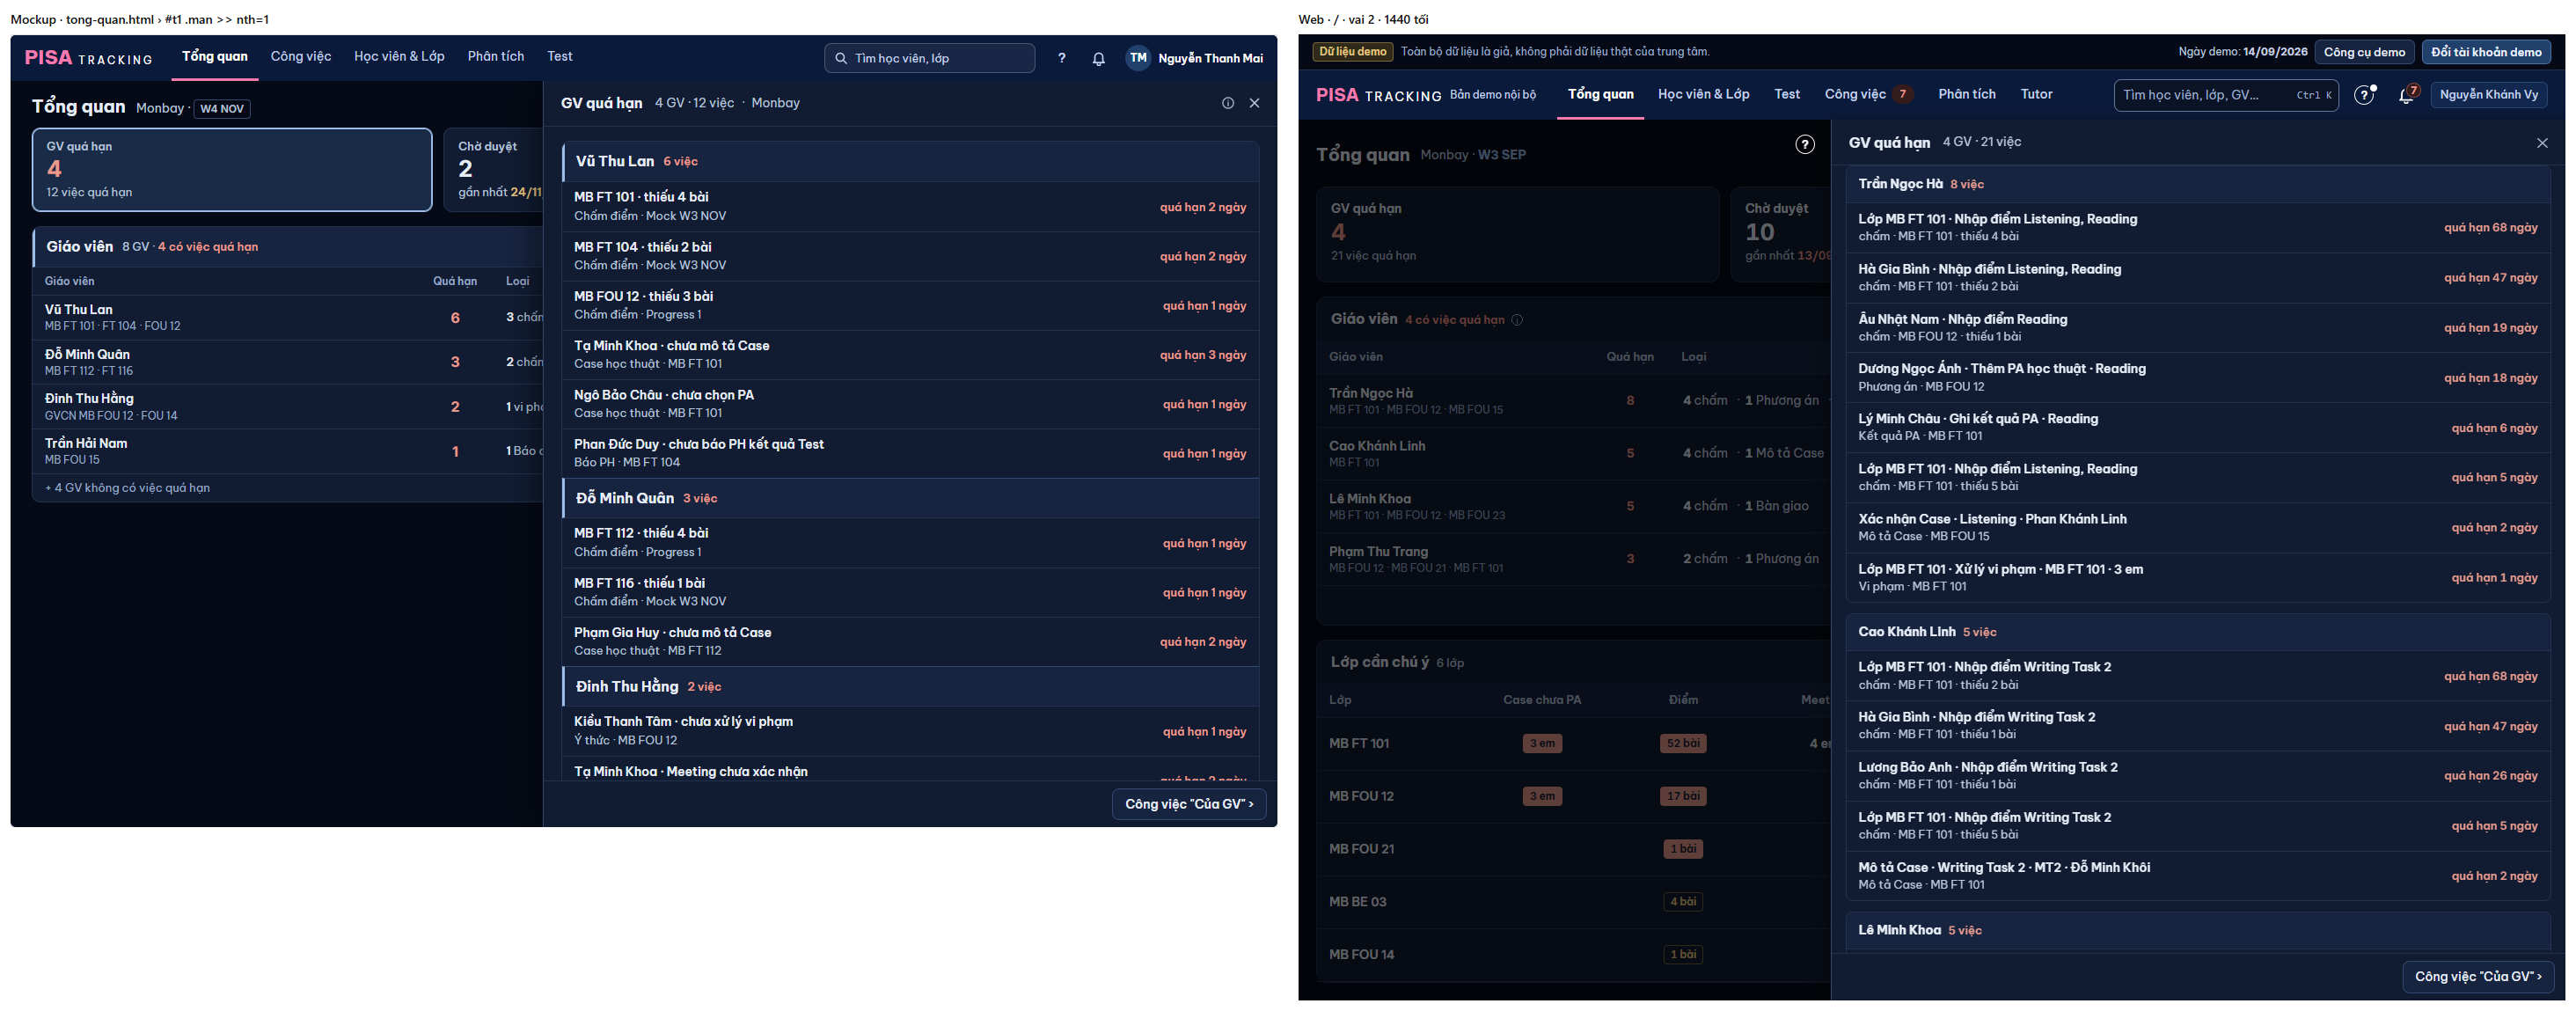 Mockup · tong-quan.html › #t1 .man >> nth=1
PISA TRACKING Tổng quan Công việc Học viên & Lớp Phân tích Test Tìm học viên, lớp ? TM Nguyễn Thanh Mai
Tổng quan Monbay · W4 NOV
GV quá hạn
4
12 việc quá hạn
Chờ duyệt
2
gần nhất 24/11
Giáo viên 8 GV · 4 có việc quá hạn
Giáo viên Quá hạn Loại
Vũ Thu Lan
MB FT 101 · FT 104 · FOU 12
6 3 chấm
Đỗ Minh Quân
MB FT 112 · FT 116
3 2 chấm
Đinh Thu Hằng
GVCN MB FOU 12 · FOU 14
2 1 vi ph
Trần Hải Nam
MB FOU 15
1 1 Báo
+ 4 GV không có việc quá hạn
GV quá hạn 4 GV · 12 việc · Monbay
Vũ Thu Lan 6 việc
MB FT 101 · thiếu 4 bài
Chấm điểm · Mock W3 NOV
quá hạn 2 ngày
MB FT 104 · thiếu 2 bài
Chấm điểm · Mock W3 NOV
quá hạn 2 ngày
MB FOU 12 · thiếu 3 bài
Chấm điểm · Progress 1
quá hạn 1 ngày
Tạ Minh Khoa · chưa mô tả Case
Case học thuật · MB FT 101
quá hạn 3 ngày
Ngô Bảo Châu · chưa chọn PA
Case học thuật · MB FT 101
quá hạn 1 ngày
Phan Đức Duy · chưa báo PH kết quả Test
Báo PH · MB FT 104
quá hạn 1 ngày
Đỗ Minh Quân 3 việc
MB FT 112 · thiếu 4 bài
Chấm điểm · Progress 1
quá hạn 1 ngày
MB FT 116 · thiếu 1 bài
Chấm điểm · Mock W3 NOV
quá hạn 1 ngày
Phạm Gia Huy · chưa mô tả Case
Case học thuật · MB FT 112
quá hạn 2 ngày
Đinh Thu Hằng 2 việc
Kiều Thanh Tâm · chưa xử lý vi phạm
Ý thức · MB FOU 12
quá hạn 1 ngày
Tạ Minh Khoa · Meeting chưa xác nhận
quá hạn 2 ngày
Công việc "Của GV" ›
Web · / · vai 2 · 1440 tối
Dữ liệu demo Toàn bộ dữ liệu là giả, không phải dữ liệu thật của trung tâm. Ngày demo: 14/09/2026 Công cụ demo Đổi tài khoản demo
PISA TRACKING Bản demo nội bộ Tổng quan Học viên & Lớp Test Công việc 7 Phân tích Tutor Tìm học viên, lớp, GV... Ctrl K ? 7 Nguyễn Khánh Vy
Tổng quan Monbay · W3 SEP ?
GV quá hạn
4
21 việc quá hạn
Chờ duyệt
10
gần nhất 13/09
Giáo viên 4 có việc quá hạn
Giáo viên Quá hạn Loại
Trần Ngọc Hà
MB FT 101 · MB FOU 12 · MB FOU 15
8 4 chấm · 1 Phương án ·
Cao Khánh Linh
MB FT 101
5 4 chấm · 1 Mô tả Case
Lê Minh Khoa
MB FT 101 · MB FOU 12 · MB FOU 23
5 4 chấm · 1 Bàn giao
Phạm Thu Trang
MB FOU 12 · MB FOU 21 · MB FT 101
3 2 chấm · 1 Phương án
Lớp cần chú ý 6 lớp
Lớp Case chưa PA Điểm Meet
MB FT 101 3 em 52 bài 4 e
MB FOU 12 3 em 17 bài
MB FOU 21 1 bài
MB BE 03 4 bài
MB FOU 14 1 bài
GV quá hạn 4 GV · 21 việc
Trần Ngọc Hà 8 việc
Lớp MB FT 101 · Nhập điểm Listening, Reading
chấm · MB FT 101 · thiếu 4 bài
quá hạn 68 ngày
Hà Gia Bình · Nhập điểm Listening, Reading
chấm · MB FT 101 · thiếu 2 bài
quá hạn 47 ngày
Âu Nhật Nam · Nhập điểm Reading
chấm · MB FOU 12 · thiếu 1 bài
quá hạn 19 ngày
Dương Ngọc Ánh · Thêm PA học thuật · Reading
Phương án · MB FOU 12
quá hạn 18 ngày
Lý Minh Châu · Ghi kết quả PA · Reading
Kết quả PA · MB FT 101
quá hạn 6 ngày
Lớp MB FT 101 · Nhập điểm Listening, Reading
chấm · MB FT 101 · thiếu 5 bài
quá hạn 5 ngày
Xác nhận Case · Listening · Phan Khánh Linh
Mô tả Case · MB FOU 15
quá hạn 2 ngày
Lớp MB FT 101 · Xử lý vi phạm · MB FT 101 · 3 em
Vi phạm · MB FT 101
quá hạn 1 ngày
Cao Khánh Linh 5 việc
Lớp MB FT 101 · Nhập điểm Writing Task 2
chấm · MB FT 101 · thiếu 2 bài
quá hạn 68 ngày
Hà Gia Bình · Nhập điểm Writing Task 2
chấm · MB FT 101 · thiếu 1 bài
quá hạn 47 ngày
Lương Bảo Anh · Nhập điểm Writing Task 2
chấm · MB FT 101 · thiếu 1 bài
quá hạn 26 ngày
Lớp MB FT 101 · Nhập điểm Writing Task 2
chấm · MB FT 101 · thiếu 5 bài
quá hạn 5 ngày
Mô tả Case · Writing Task 2 · MT2 · Đỗ Minh Khôi
Mô tả Case · MB FT 101
quá hạn 2 ngày
Lê Minh Khoa 5 việc
Công việc "Của GV" ›